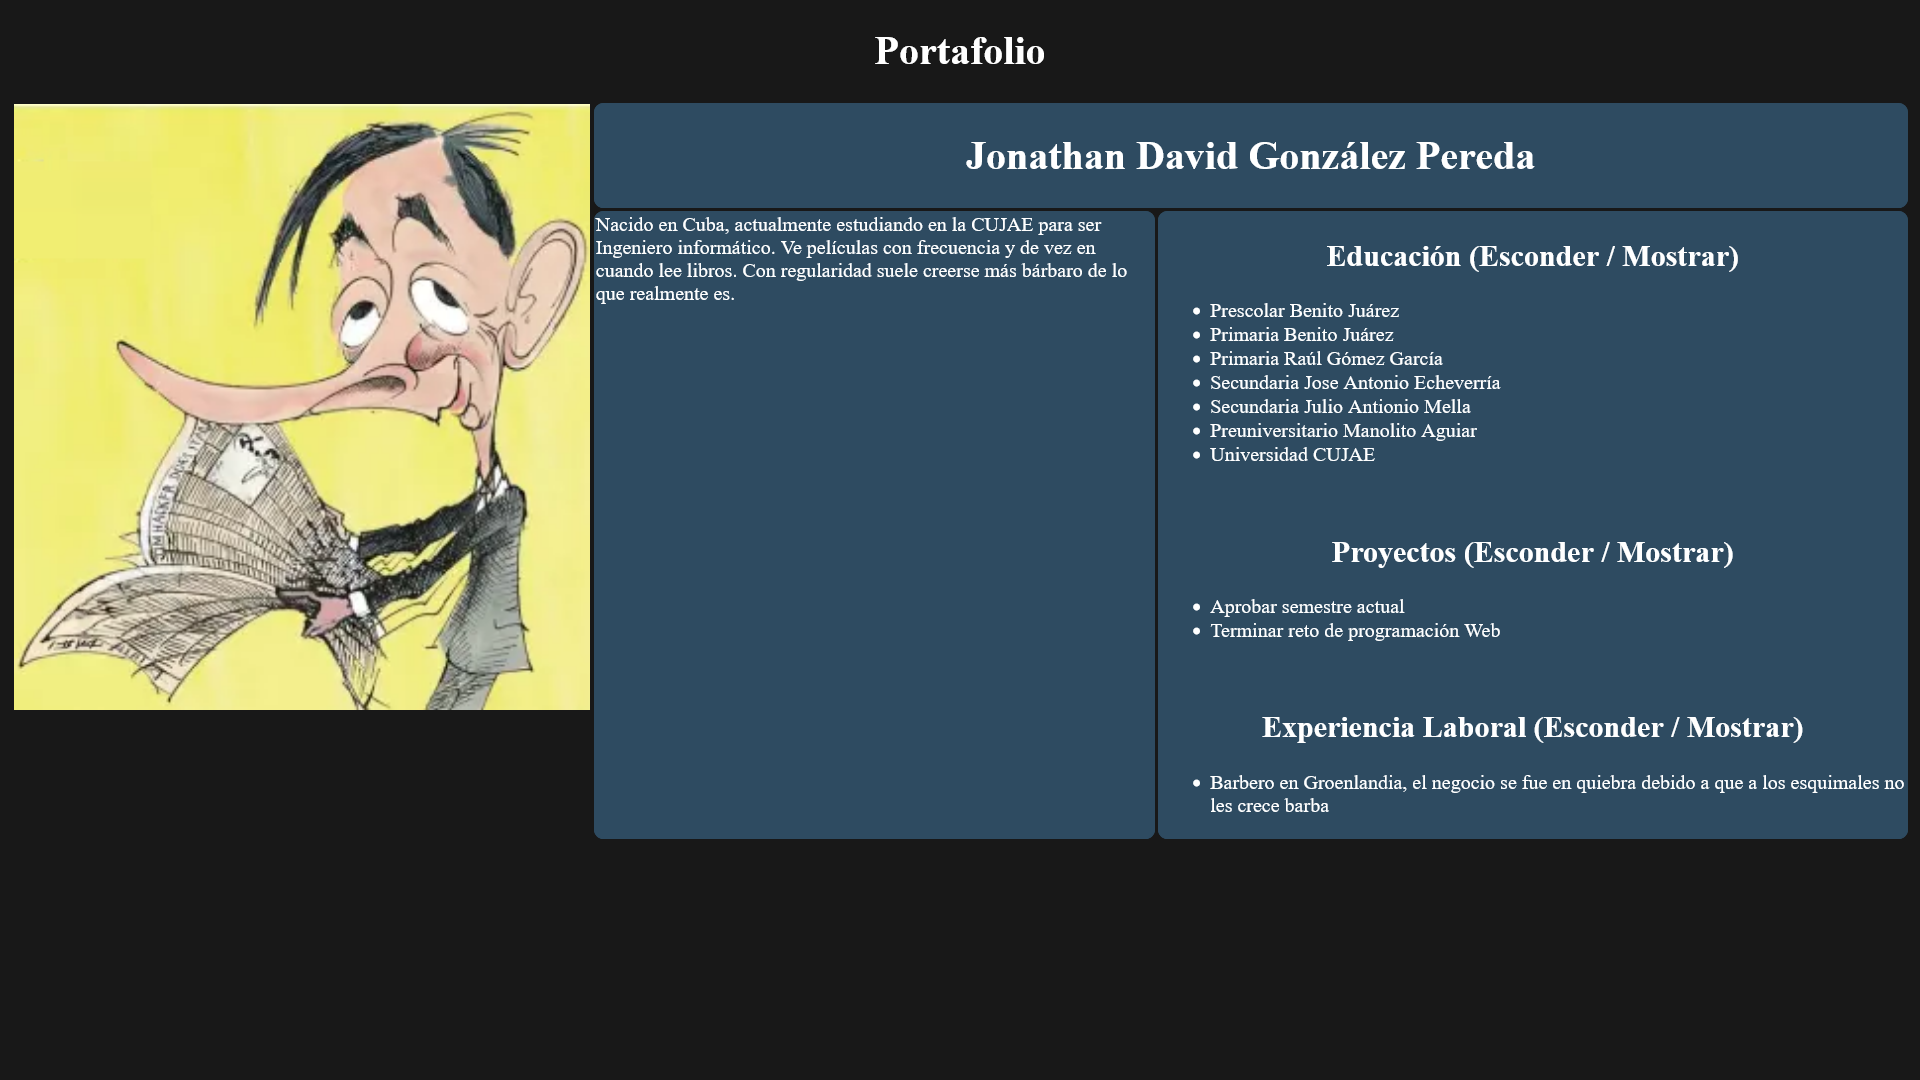 Portafolio
Jonathan David González Pereda
Nacido en Cuba, actualmente estudiando en la CUJAE para ser
Ingeniero informático. Ve películas con frecuencia y de vez en
cuando lee libros. Con regularidad suele creerse más bárbaro de lo
que realmente es.
Educación (Esconder / Mostrar)
Prescolar Benito Juárez
Primaria Benito Juárez
Primaria Raúl Gómez García
Secundaria Jose Antonio Echeverría
Secundaria Julio Antionio Mella
Preuniversitario Manolito Aguiar
Universidad CUJAE
Proyectos (Esconder / Mostrar)
Aprobar semestre actual
Terminar reto de programación Web
Experiencia Laboral (Esconder / Mostrar)
Barbero en Groenlandia, el negocio se fue en quiebra debido a que a los esquimales no
les crece barba